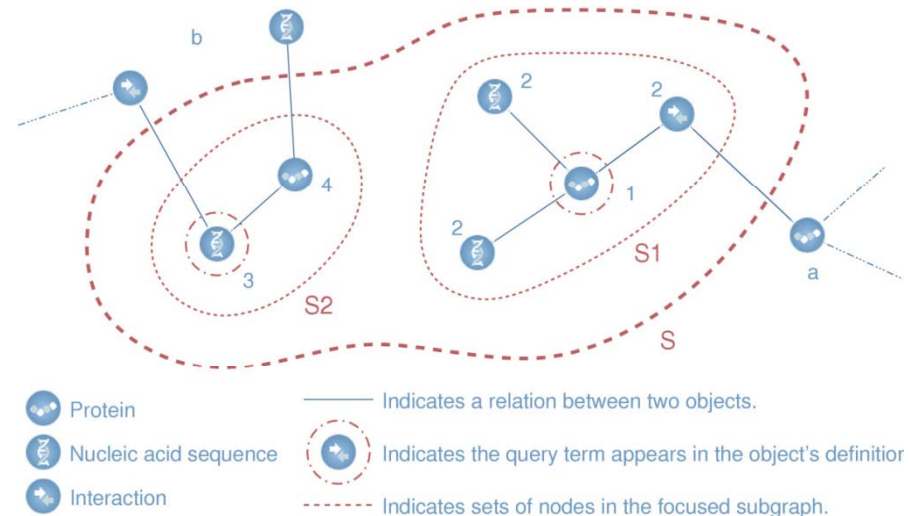 b
2
2
4
1
2
3
S1
a
S2
S
Protein
Indicates a relation between two objects.
Nucleic acid sequence
Indicates the query term appears in the object's definition
Interaction
Indicates sets of nodes in the focused subgraph.